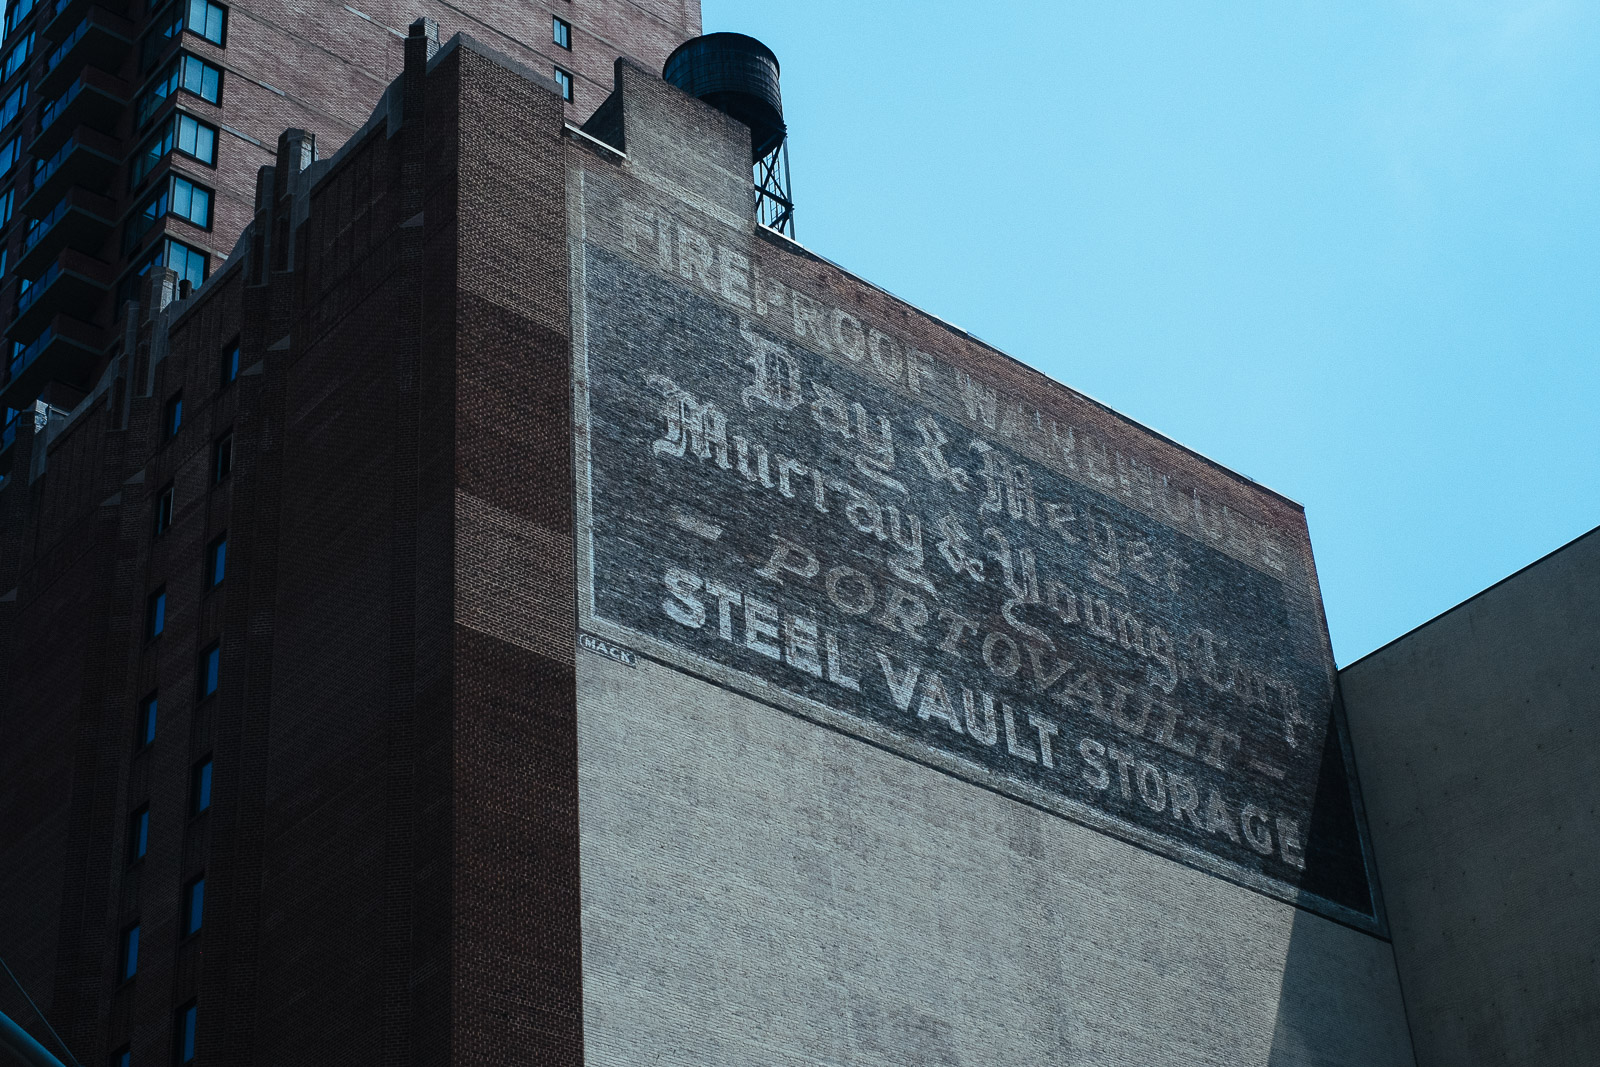 FIREPROOF WAREHOUSE
Day & Meyer
Murray & Young, Corp
- PORTOVAULT -
STEEL VAULT STORAGE
MACK